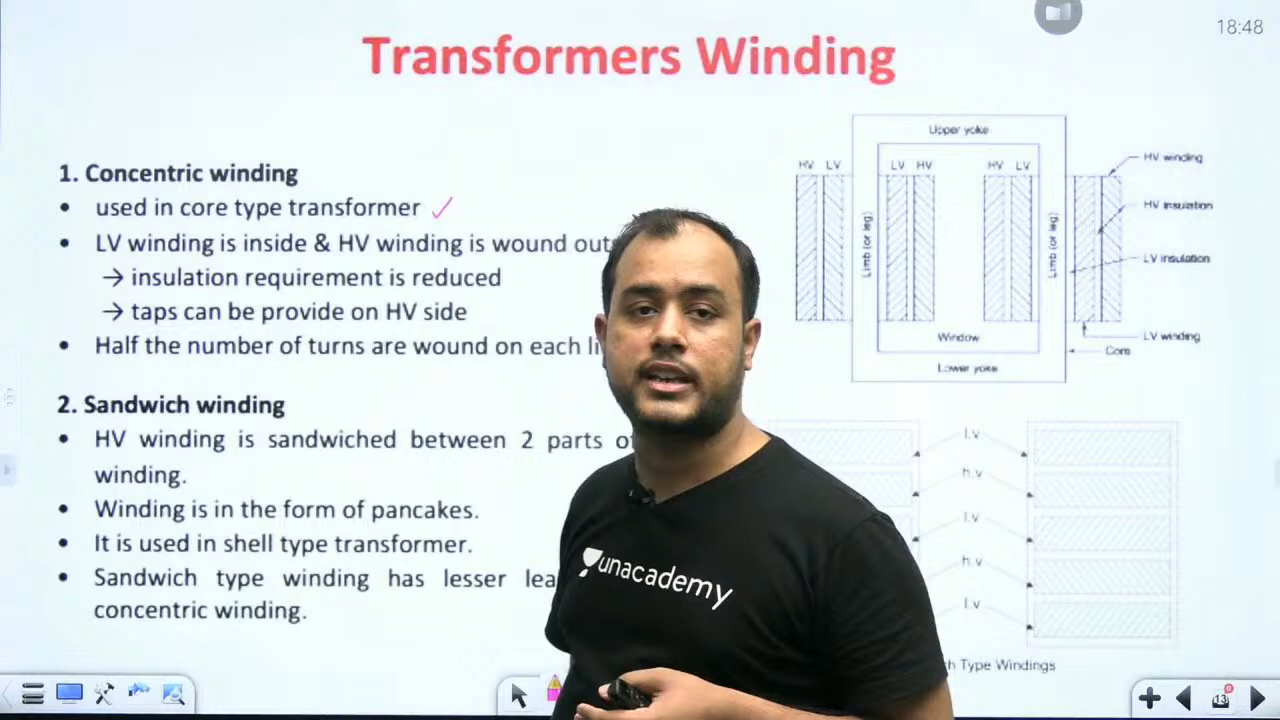 18:48
Transformers Winding
1. Concentric winding
• used in core type transformer
• LV winding is inside & HV winding is wound
→ insulation requirement is reduced
→ taps can be provide on HV side
• Half the number of turns are wound on each
2. Sandwich winding
• HV winding is sandwiched between 2 parts
winding.
• Winding is in the form of pancakes.
• It is used in shell type transformer.
• Sandwich type winding has lesser
concentric winding.
Upper yoke
HV LV
LV HV
HV LV
HV winding
HV insulation
Limb (or leg)
Limb (or leg)
LV insulation
Window
LV winding
Core
Lower yoke
l.v
h.v
l.v
h.v
l.v
Type Windings
unacademy
13